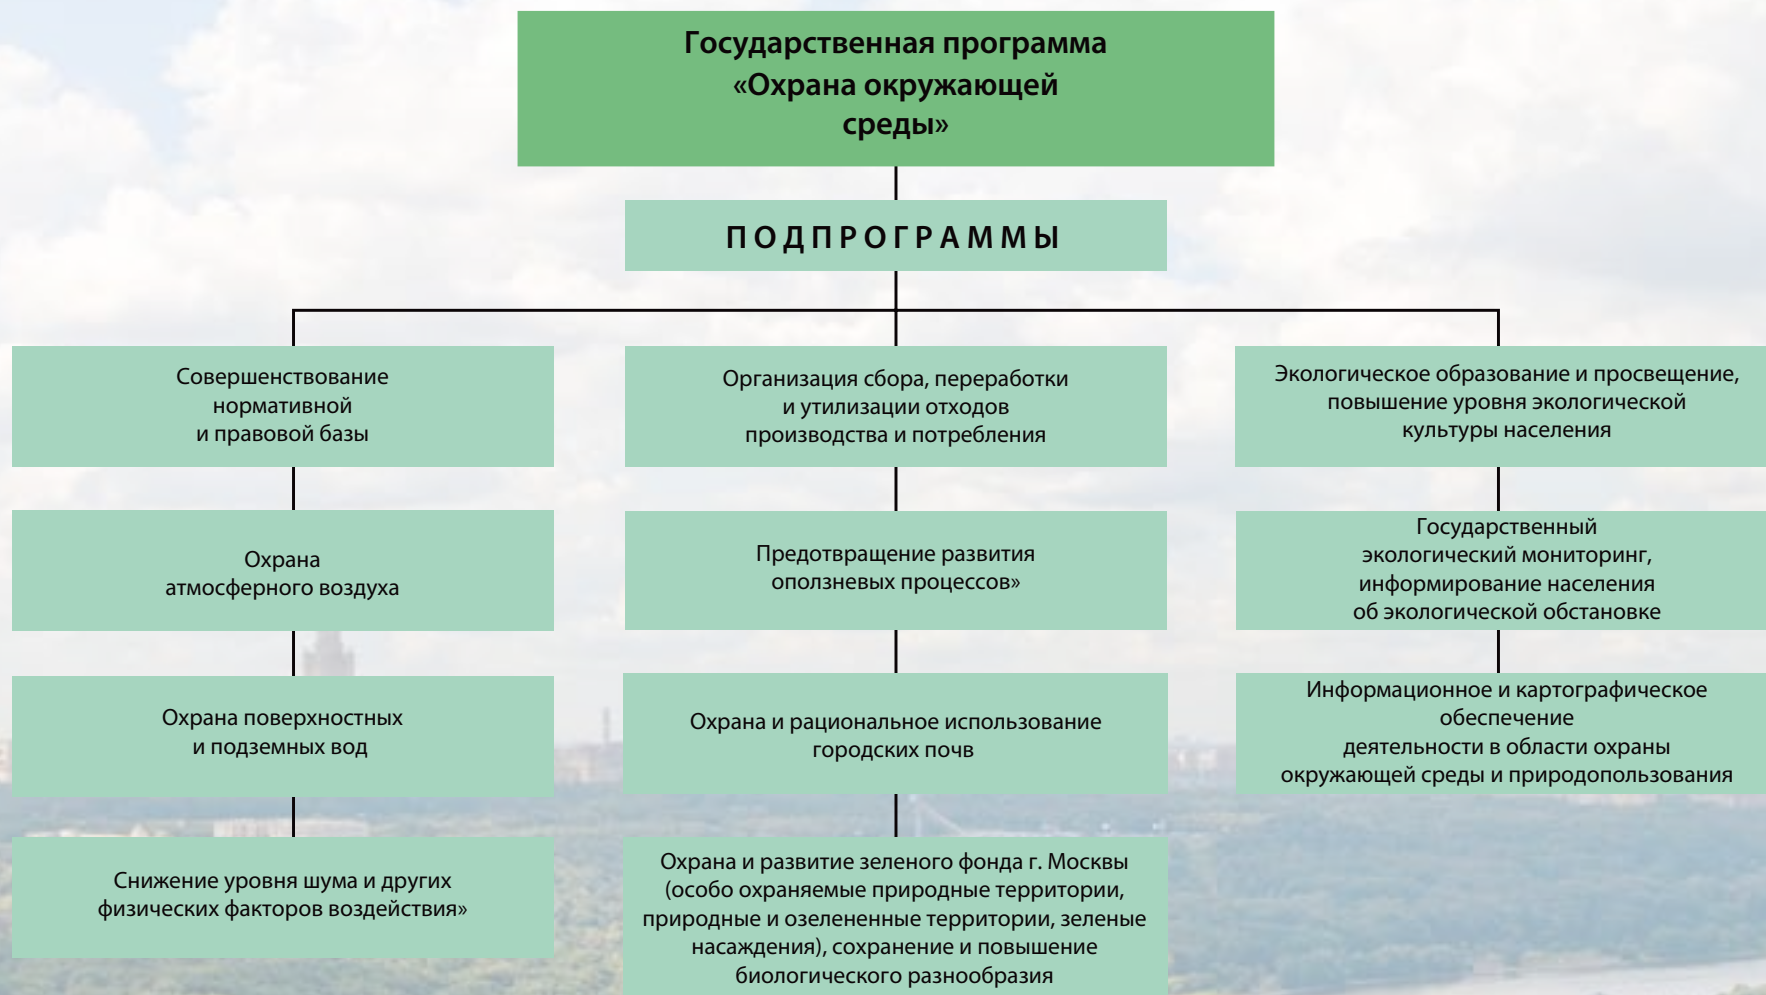 Государственная программа
«Охрана окружающей
среды»
ПОДПРОГРАММЫ
Совершенствование
нормативной
и правовой базы
Охрана
атмосферного воздуха
Охрана поверхностных
и подземных вод
Снижение уровня шума и других
физических факторов воздействия»
Организация сбора, переработки
и утилизации отходов
производства и потребления
Предотвращение развития
оползневых процессов»
Охрана и рациональное использование
городских почв
Охрана и развитие зеленого фонда г. Москвы
(особо охраняемые природные территории,
природные и озелененные территории, зеленые
насаждения), сохранение и повышение
биологического разнообразия
Экологическое образование и просвещение,
повышение уровня экологической
культуры населения
Государственный
экологический мониторинг,
информирование населения
об экологической обстановке
Информационное и картографическое
обеспечение
деятельности в области охраны
окружающей среды и природопользования